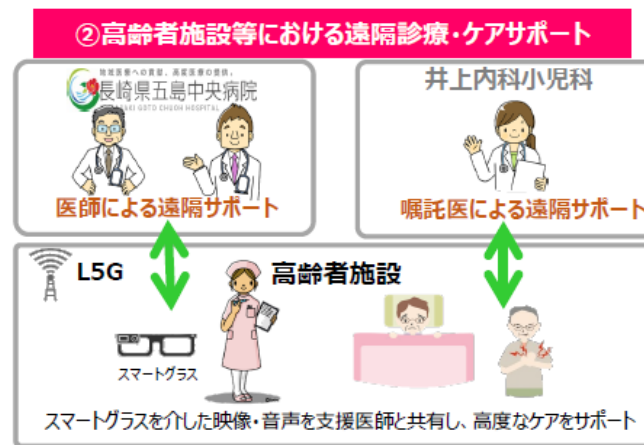 ②高齢者施設等における遠隔診療・ケアサポート
地域医療への貢献、高度医療の提供。
長崎県五島中央病院
NAGASAKI GOTO CHUOH HOSPITAL
井上内科小児科
医師による遠隔サポート
嘱託医による遠隔サポート
L5G
高齢者施設
スマートグラス
スマートグラスを介した映像・音声を支援医師と共有し、高度なケアをサポート